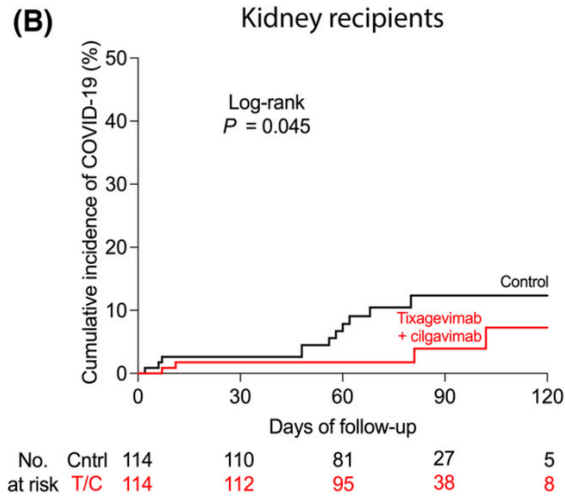 (B)
Kidney recipients
Cumulative incidence of COVID-19 (%)
50
40
30
20
10
0
Log-rank
P = 0.045
Control
Tixagevimab
+ cilgavimab
0 30 60 90 120
Days of follow-up
No. Cntrl 114 110 81 27 5
at risk T/C 114 112 95 38 8